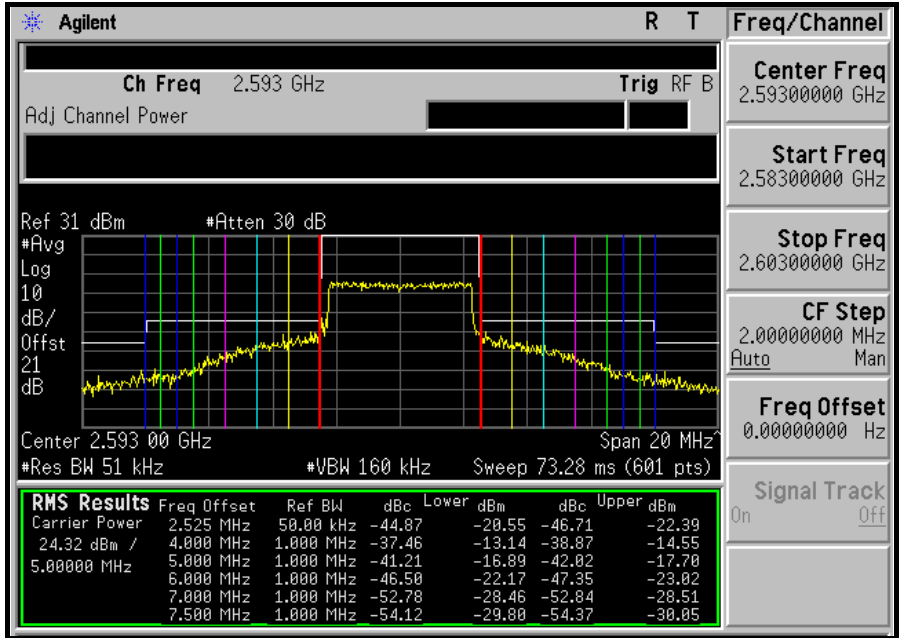 Agilent R T Freq/Channel
Ch Freq 2.593 GHz Trig RF B
Adj Channel Power
Center Freq
2.59300000 GHz
Start Freq
2.58300000 GHz
Stop Freq
2.60300000 GHz
CF Step
2.00000000 MHz
Auto Man
Freq Offset
0.00000000 Hz
Signal Track
On Off
Ref 31 dBm #Atten 30 dB
#Avg
Log
10
dB/
Offst
21
dB
Center 2.593 00 GHz Span 20 MHz^
#Res BW 51 kHz #VBW 160 kHz Sweep 73.28 ms (601 pts)
RMS Results Freq Offset Ref BW dBc Lower dBm dBc Upper dBm
Carrier Power 2.525 MHz 50.00 kHz -44.87 -20.55 -46.71 -22.39
24.32 dBm / 4.000 MHz 1.000 MHz -37.46 -13.14 -38.87 -14.55
5.00000 MHz 5.000 MHz 1.000 MHz -41.21 -16.89 -42.02 -17.70
6.000 MHz 1.000 MHz -46.50 -22.17 -47.35 -23.02
7.000 MHz 1.000 MHz -52.78 -28.46 -52.84 -28.51
7.500 MHz 1.000 MHz -54.12 -29.80 -54.37 -30.05